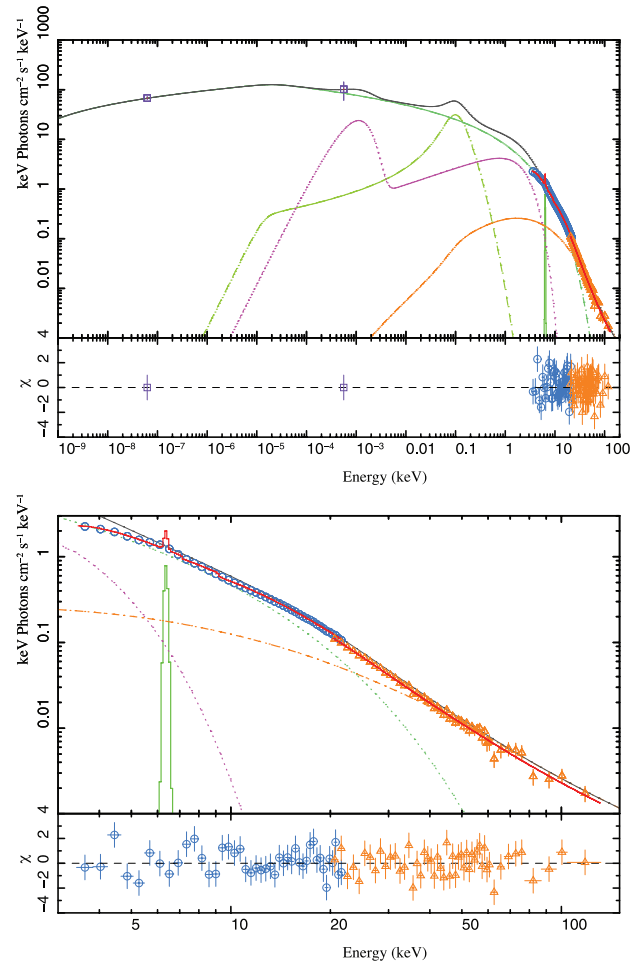 keV Photons cm⁻² s⁻¹ keV⁻¹
1000
100
10
1
0.1
0.01
4
χ
2
0
−2
−4
10⁻⁹ 10⁻⁸ 10⁻⁷ 10⁻⁶ 10⁻⁵ 10⁻⁴ 10⁻³ 0.01 0.1 1 10 100
Energy (keV)
keV Photons cm⁻² s⁻¹ keV⁻¹
1
0.1
0.01
4
χ
2
0
−2
−4
5 10 20 50 100
Energy (keV)